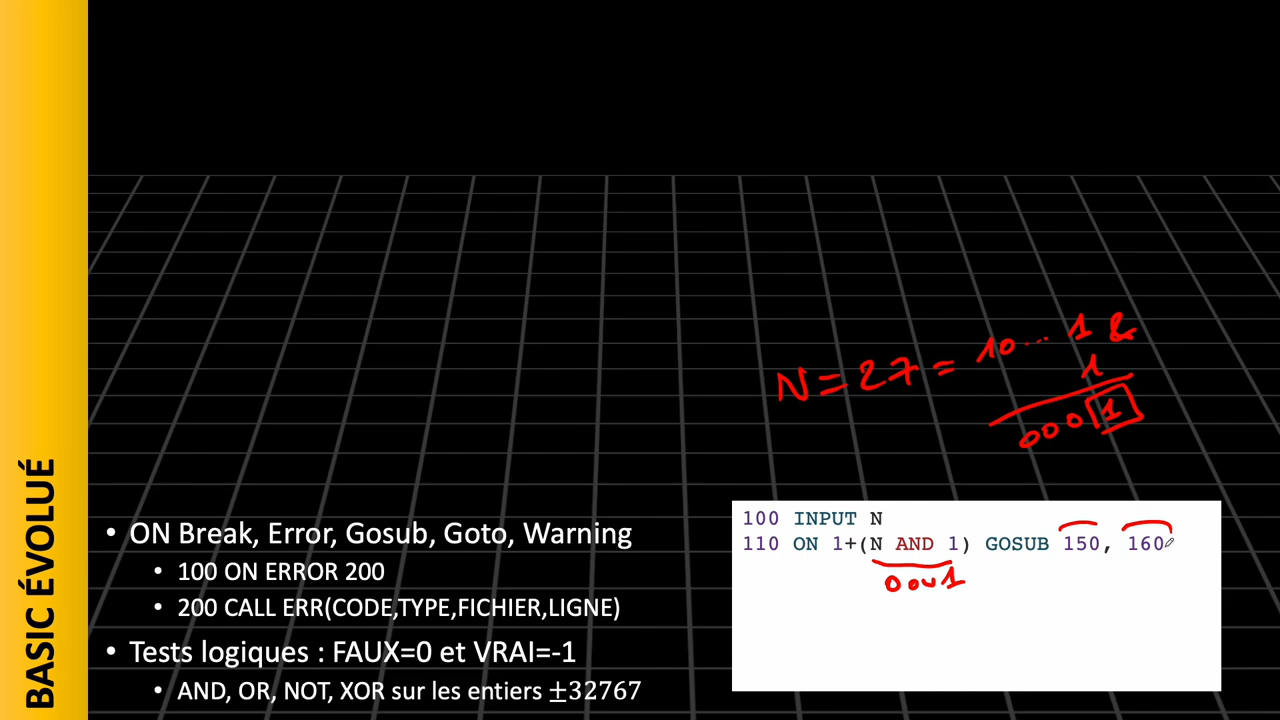 BASIC ÉVOLUÉ
N = 27 = 10... 1 &
1
000 1
• ON Break, Error, Gosub, Goto, Warning
• 100 ON ERROR 200
• 200 CALL ERR(CODE,TYPE,FICHIER,LIGNE)
• Tests logiques : FAUX=0 et VRAI=-1
• AND, OR, NOT, XOR sur les entiers ±32767
100 INPUT N
110 ON 1+(N AND 1) GOSUB 150, 160
0 ou 1